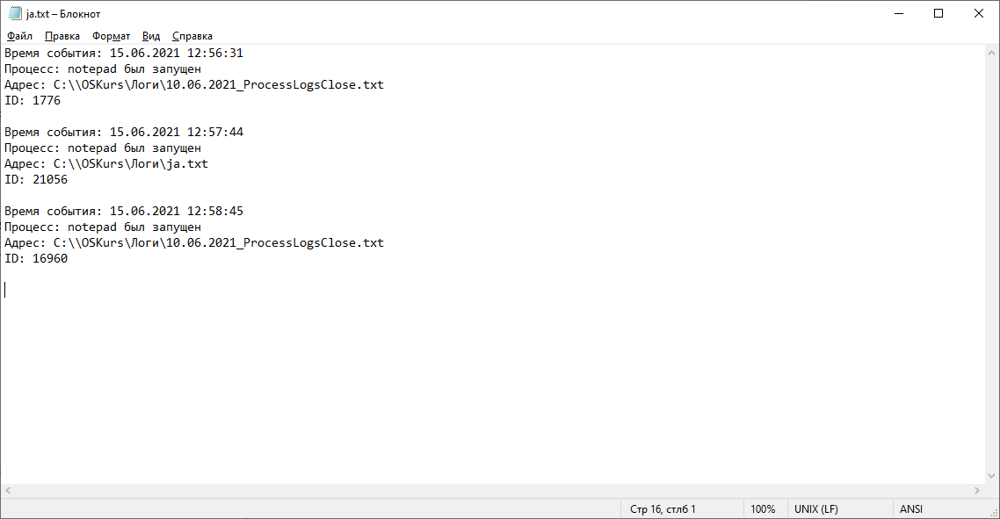 ja.txt – Блокнот
Файл Правка Формат Вид Справка
Время события: 15.06.2021 12:56:31
Процесс: notepad был запущен
Адрес: C:\\OSKurs\Логи\10.06.2021_ProcessLogsClose.txt
ID: 1776
Время события: 15.06.2021 12:57:44
Процесс: notepad был запущен
Адрес: C:\\OSKurs\Логи\ja.txt
ID: 21056
Время события: 15.06.2021 12:58:45
Процесс: notepad был запущен
Адрес: C:\\OSKurs\Логи\10.06.2021_ProcessLogsClose.txt
ID: 16960
Стр 16, стлб 1 100% UNIX (LF) ANSI